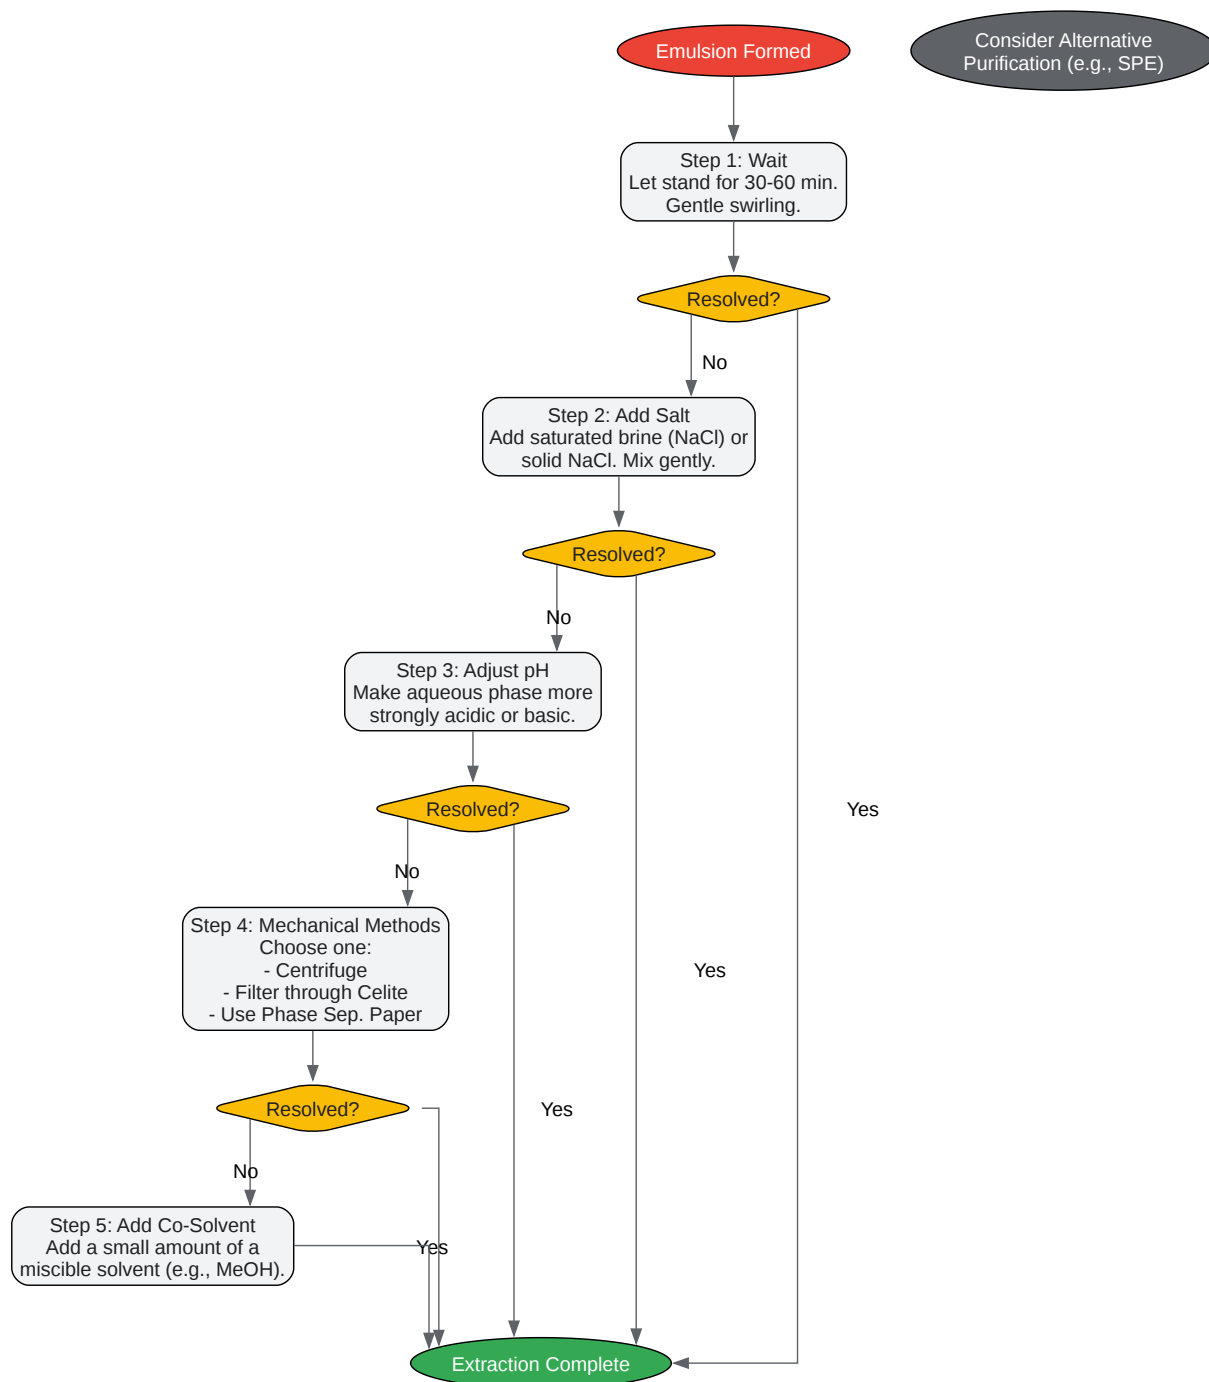 Emulsion Formed
Consider Alternative
Purification (e.g., SPE)
Step 1: Wait
Let stand for 30-60 min.
Gentle swirling.
Resolved?
No
Step 2: Add Salt
Add saturated brine (NaCl) or
solid NaCl. Mix gently.
Resolved?
No
Step 3: Adjust pH
Make aqueous phase more
strongly acidic or basic.
Resolved?
Yes
No
Step 4: Mechanical Methods
Choose one:
- Centrifuge
- Filter through Celite
- Use Phase Sep. Paper
Yes
Resolved?
Yes
No
Step 5: Add Co-Solvent
Add a small amount of a
miscible solvent (e.g., MeOH).
Yes
Extraction Complete